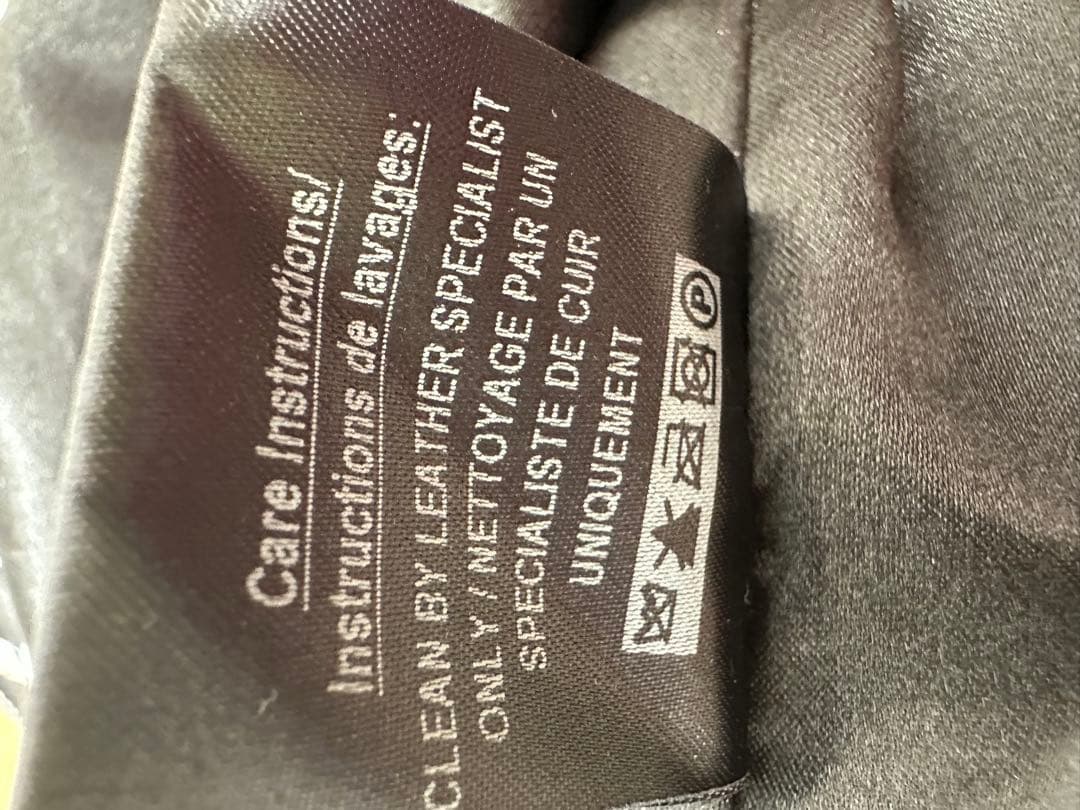 Care Instructions/
Instructions de lavages:
CLEAN BY LEATHER SPECIALIST
ONLY / NETTOYAGE PAR UN
SPECIALISTE DE CUIR
UNIQUEMENT
P